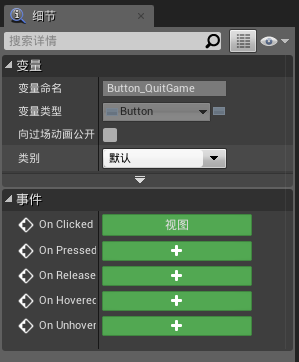 细节
搜索详情
变量
变量命名 Button_QuitGame
变量类型 Button
向过场动画公开
类别 默认
事件
On Clicked 视图
On Pressed
On Release
On Hovered
On Unhover